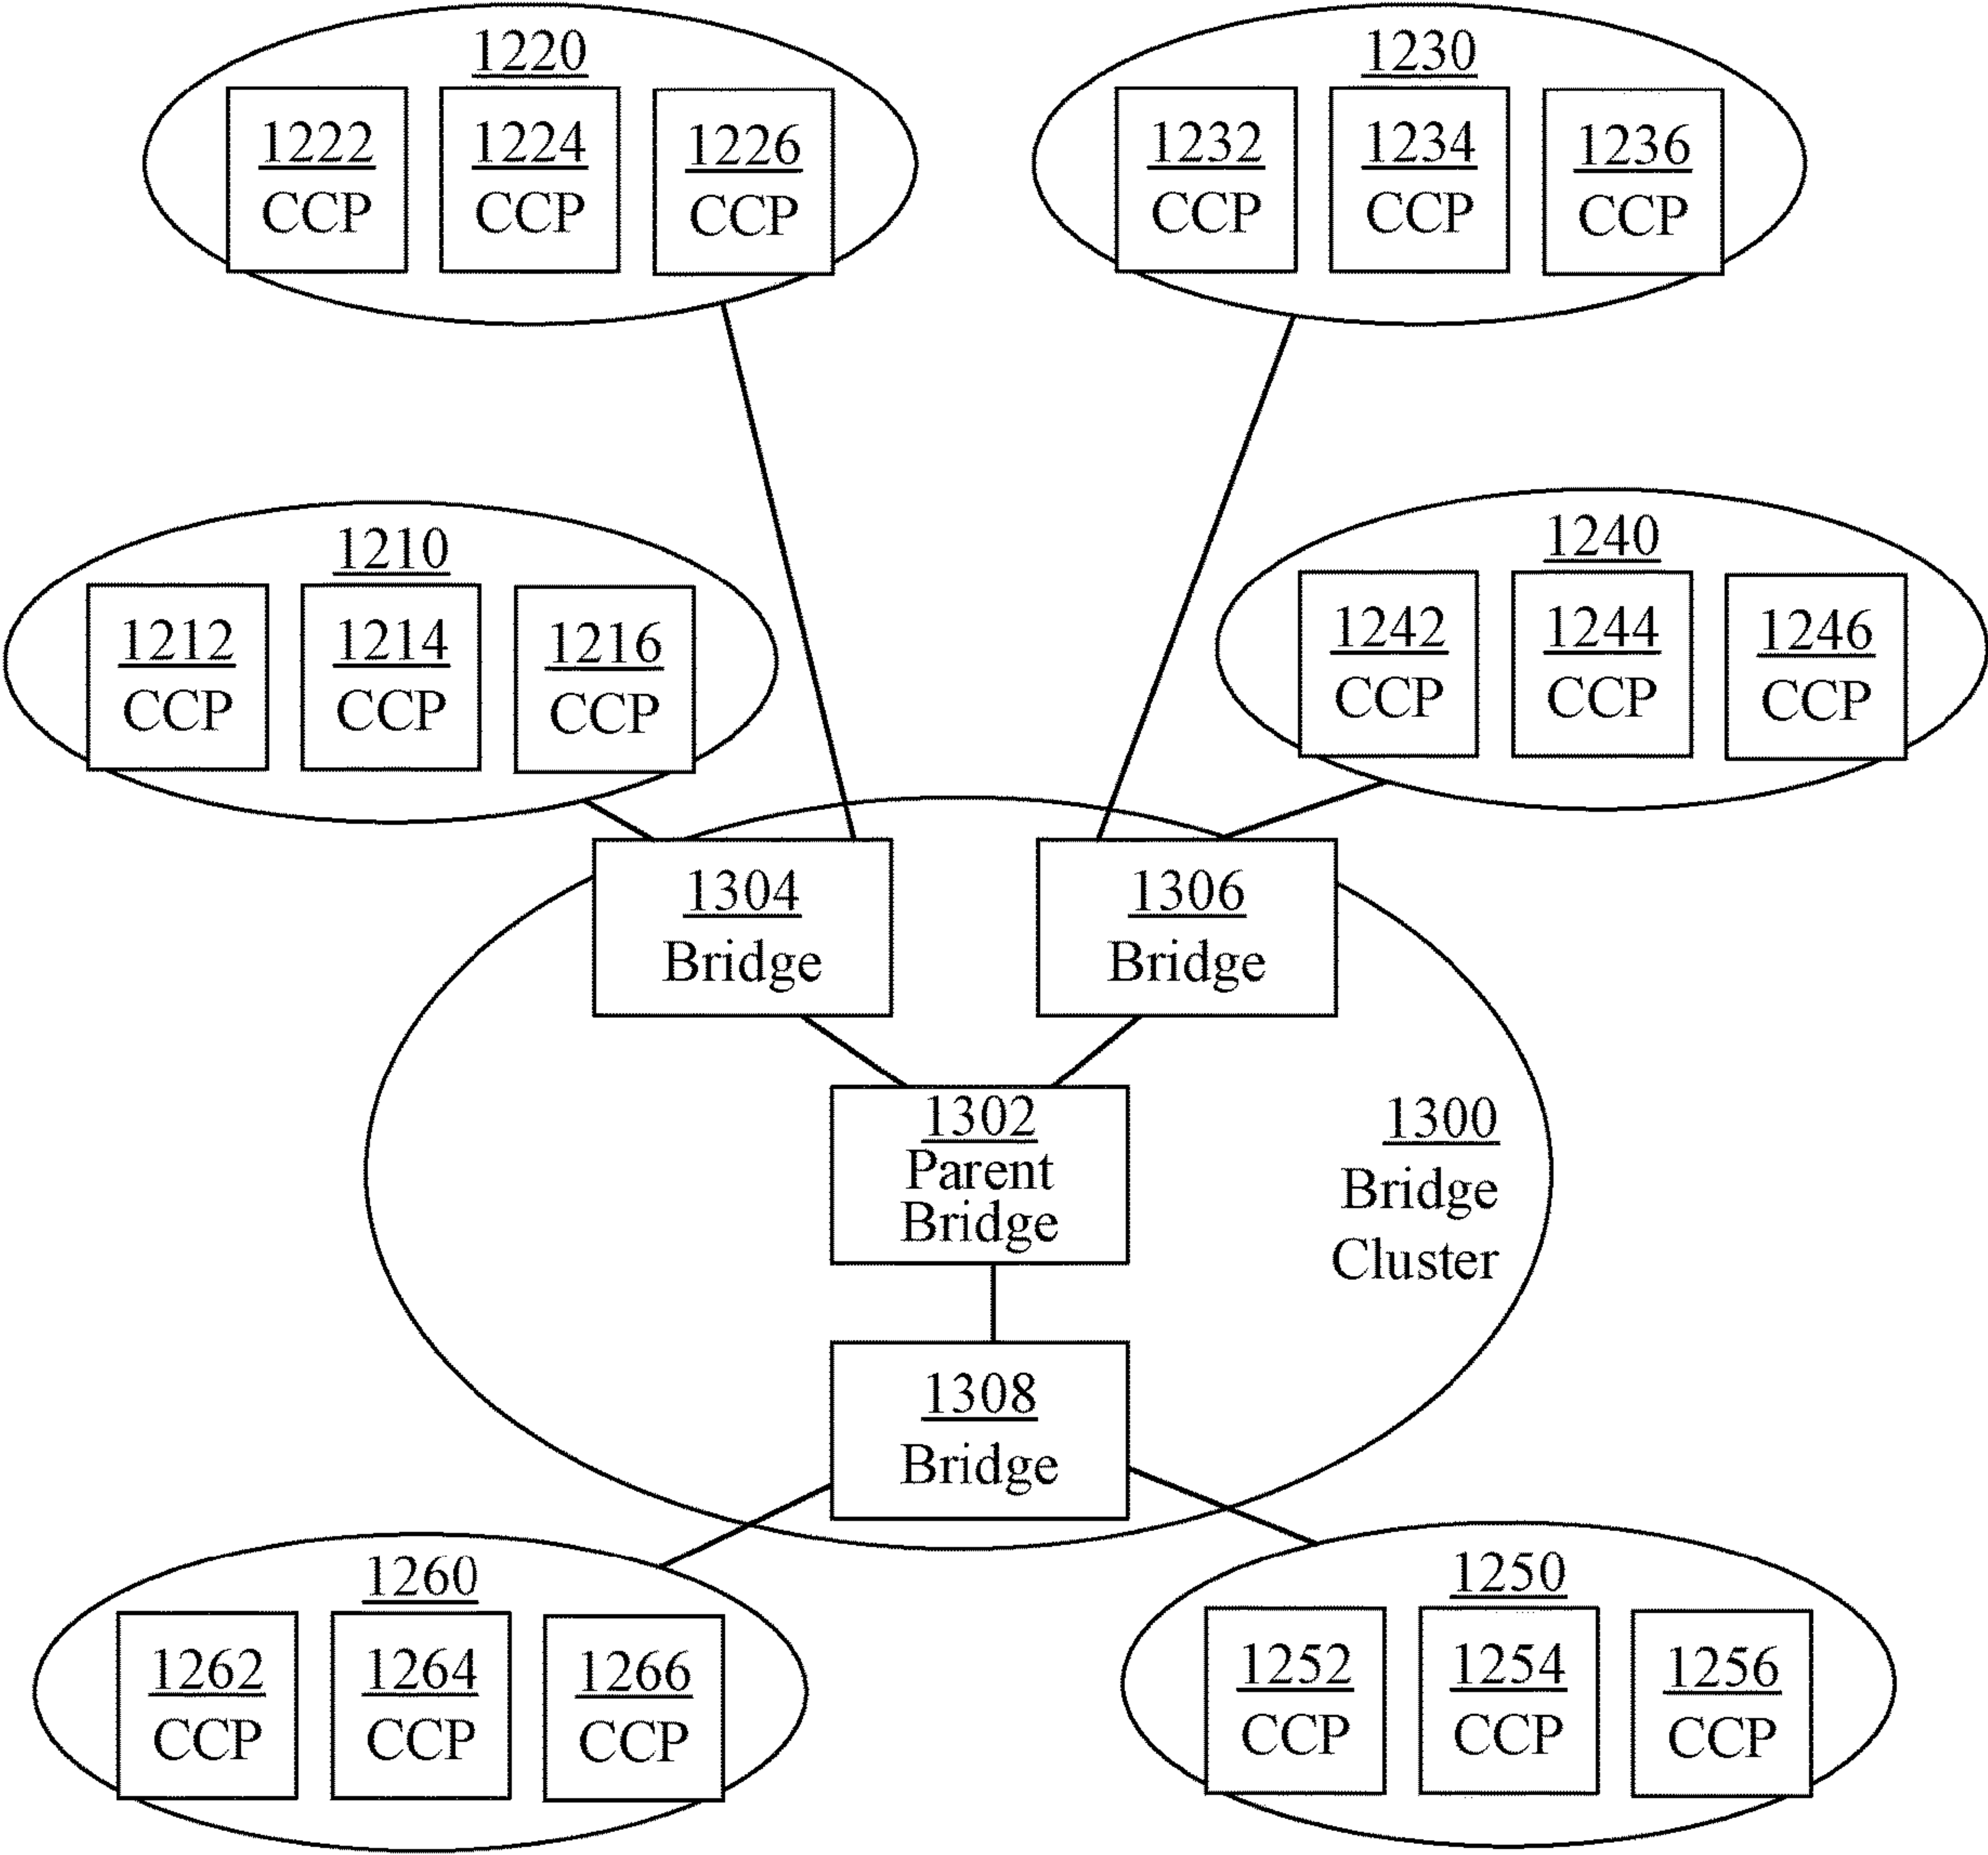 1220
1222
CCP
1224
CCP
1226
CCP
1230
1232
CCP
1234
CCP
1236
CCP
1210
1212
CCP
1214
CCP
1216
CCP
1240
1242
CCP
1244
CCP
1246
CCP
1304
Bridge
1306
Bridge
1302
Parent
Bridge
1300
Bridge
Cluster
1308
Bridge
1260
1262
CCP
1264
CCP
1266
CCP
1250
1252
CCP
1254
CCP
1256
CCP